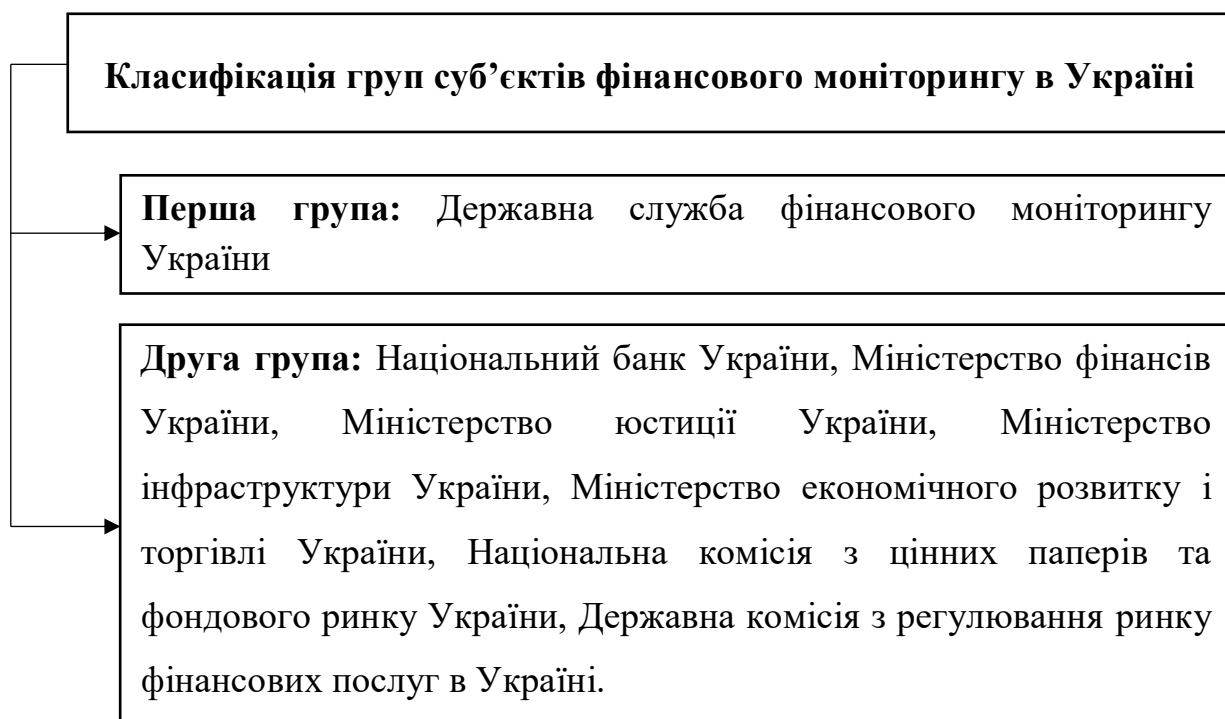 Класифікація груп суб’єктів фінансового моніторингу в Україні
Перша група: Державна служба фінансового моніторингу
України
Друга група: Національний банк України, Міністерство фінансів
України, Міністерство юстиції України, Міністерство
інфраструктури України, Міністерство економічного розвитку і
торгівлі України, Національна комісія з цінних паперів та
фондового ринку України, Державна комісія з регулювання ринку
фінансових послуг в Україні.